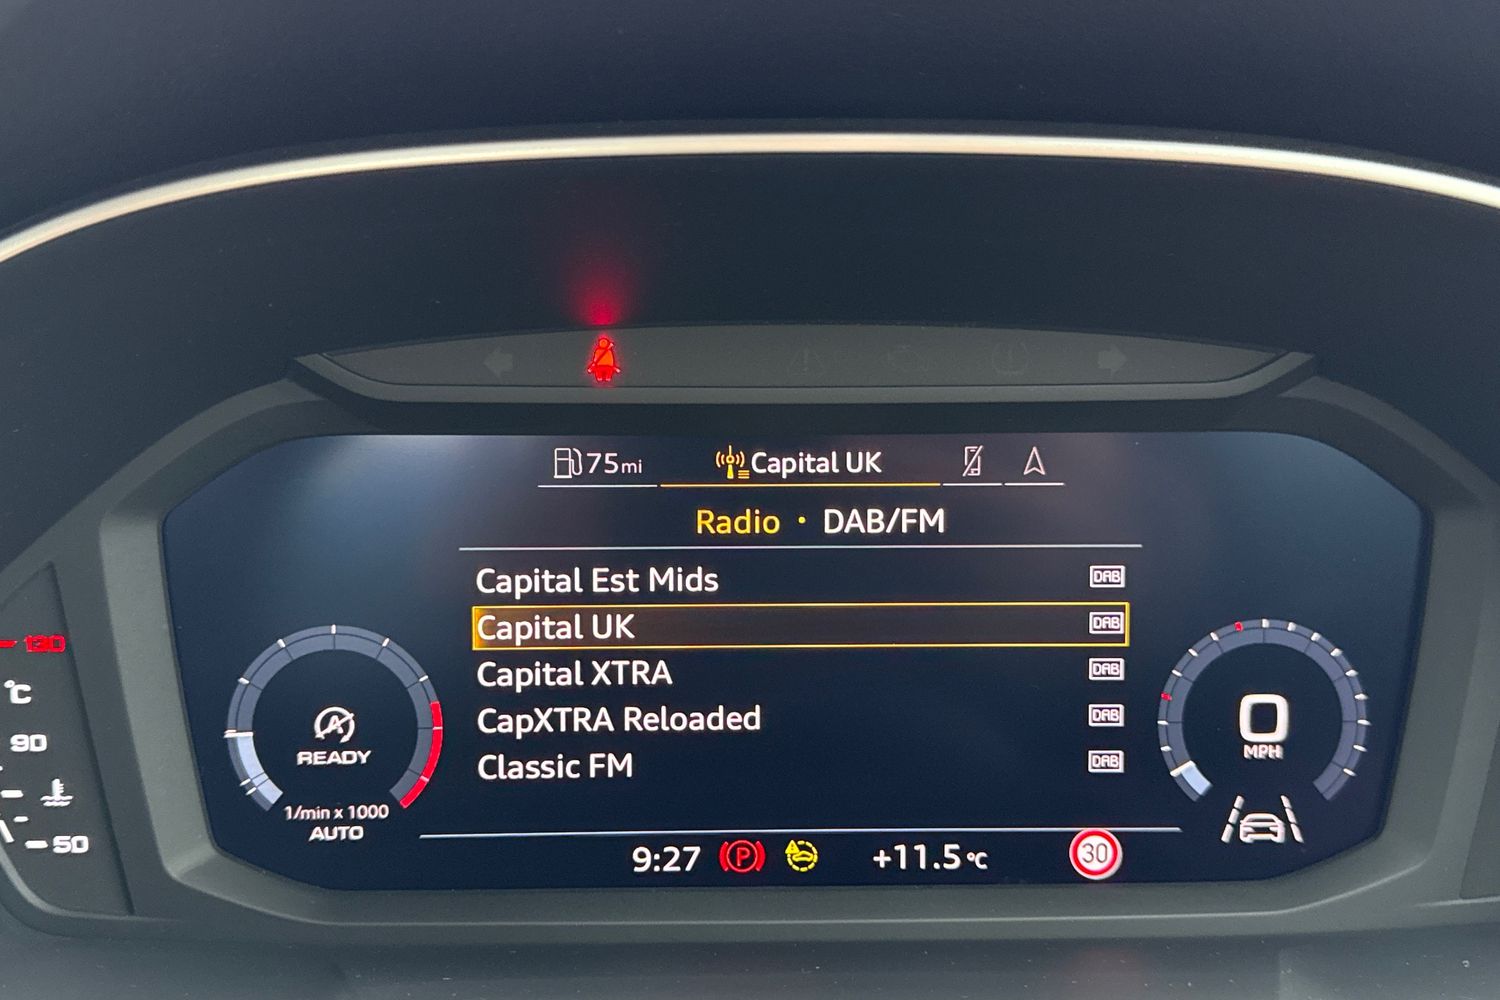 75mi
Capital UK
Radio · DAB/FM
Capital Est Mids DAB
Capital UK DAB
Capital XTRA DAB
CapXTRA Reloaded DAB
Classic FM DAB
130
°C
90
50
A
READY
1/min x 1000
AUTO
0
MPH
9:27
P
+11.5°C
30